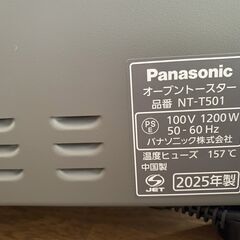 Panasonic
オーブントースター
品番 NT-T501
PS E 100V 1200W
50-60Hz
パナソニック株式会社
温度ヒューズ 157℃
中国製
JET 2025年製